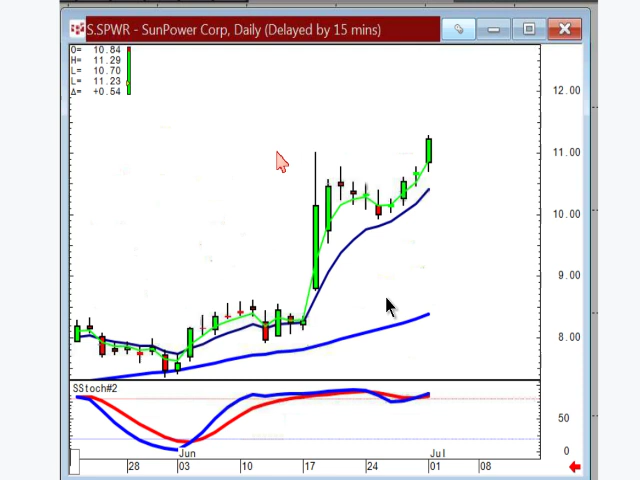 S.SPWR - SunPower Corp, Daily (Delayed by 15 mins)
O= 10.84
H= 11.29
L= 10.70
L= 11.23
Δ= +0.54
12.00
11.00
10.00
9.00
8.00
SStoch#2
50
0
Jun
Jul
28
03
10
17
24
01
08